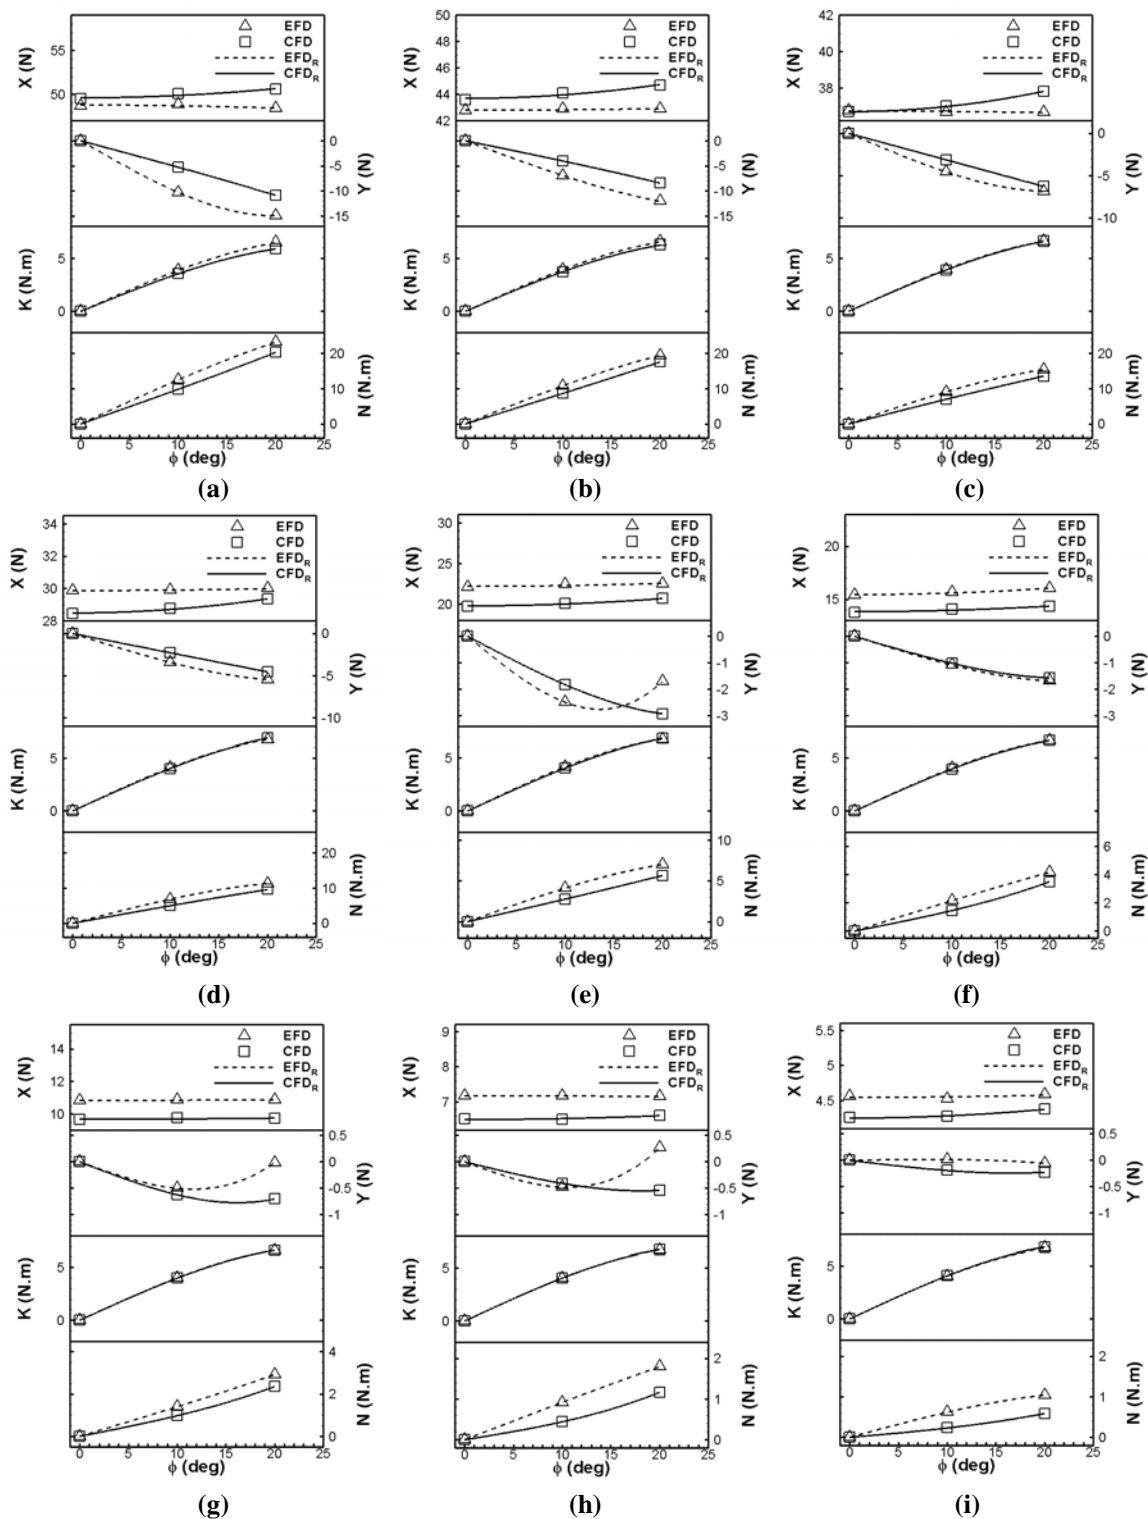 55
50
X (N)
EFD
CFD
EFD_R
CFD_R
0
-5
-10
-15
Y (N)
5
0
K (N.m)
20
10
0
N (N.m)
0 5 10 15 20 25
ϕ (deg)
(a)
50
48
46
44
42
X (N)
EFD
CFD
EFD_R
CFD_R
0
-5
-10
-15
Y (N)
5
0
K (N.m)
20
10
0
N (N.m)
0 5 10 15 20 25
ϕ (deg)
(b)
42
40
38
X (N)
EFD
CFD
EFD_R
CFD_R
0
-5
-10
Y (N)
5
0
K (N.m)
20
10
0
N (N.m)
0 5 10 15 20 25
ϕ (deg)
(c)
34
32
30
28
X (N)
EFD
CFD
EFD_R
CFD_R
0
-5
-10
Y (N)
5
0
K (N.m)
20
10
0
N (N.m)
0 5 10 15 20 25
ϕ (deg)
(d)
30
25
20
X (N)
EFD
CFD
EFD_R
CFD_R
0
-1
-2
-3
Y (N)
5
0
K (N.m)
10
5
0
N (N.m)
0 5 10 15 20 25
ϕ (deg)
(e)
20
15
X (N)
EFD
CFD
EFD_R
CFD_R
0
-1
-2
-3
Y (N)
5
0
K (N.m)
6
4
2
0
N (N.m)
0 5 10 15 20 25
ϕ (deg)
(f)
14
13
12
11
10
X (N)
EFD
CFD
EFD_R
CFD_R
0.5
0
-0.5
-1
Y (N)
5
0
K (N.m)
4
2
0
N (N.m)
0 5 10 15 20 25
ϕ (deg)
(g)
9
8
7
X (N)
EFD
CFD
EFD_R
CFD_R
0.5
0
-0.5
-1
Y (N)
5
0
K (N.m)
2
1
0
N (N.m)
0 5 10 15 20 25
ϕ (deg)
(h)
5.5
5
4.5
X (N)
EFD
CFD
EFD_R
CFD_R
0.5
0
-0.5
-1
Y (N)
5
0
K (N.m)
2
1
0
N (N.m)
0 5 10 15 20 25
ϕ (deg)
(i)